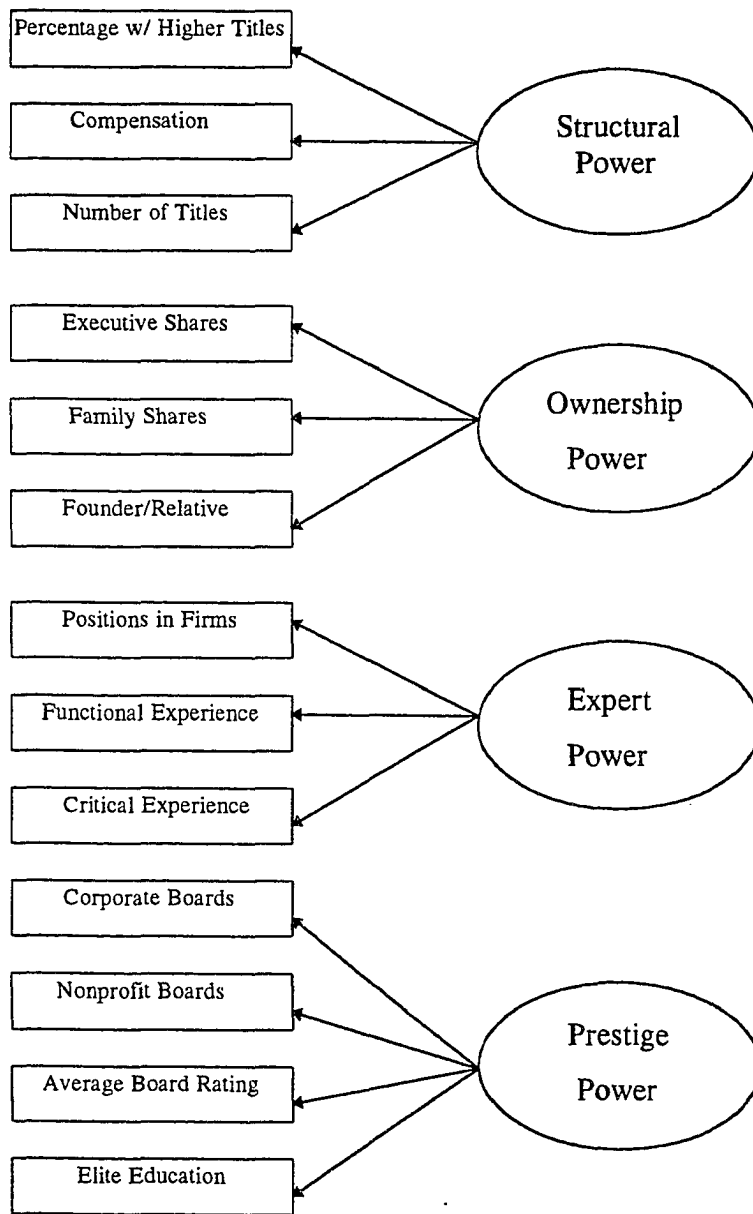 Percentage w/ Higher Titles
Compensation
Number of Titles
Structural
Power
Executive Shares
Family Shares
Founder/Relative
Ownership
Power
Positions in Firms
Functional Experience
Critical Experience
Expert
Power
Corporate Boards
Nonprofit Boards
Average Board Rating
Elite Education
Prestige
Power